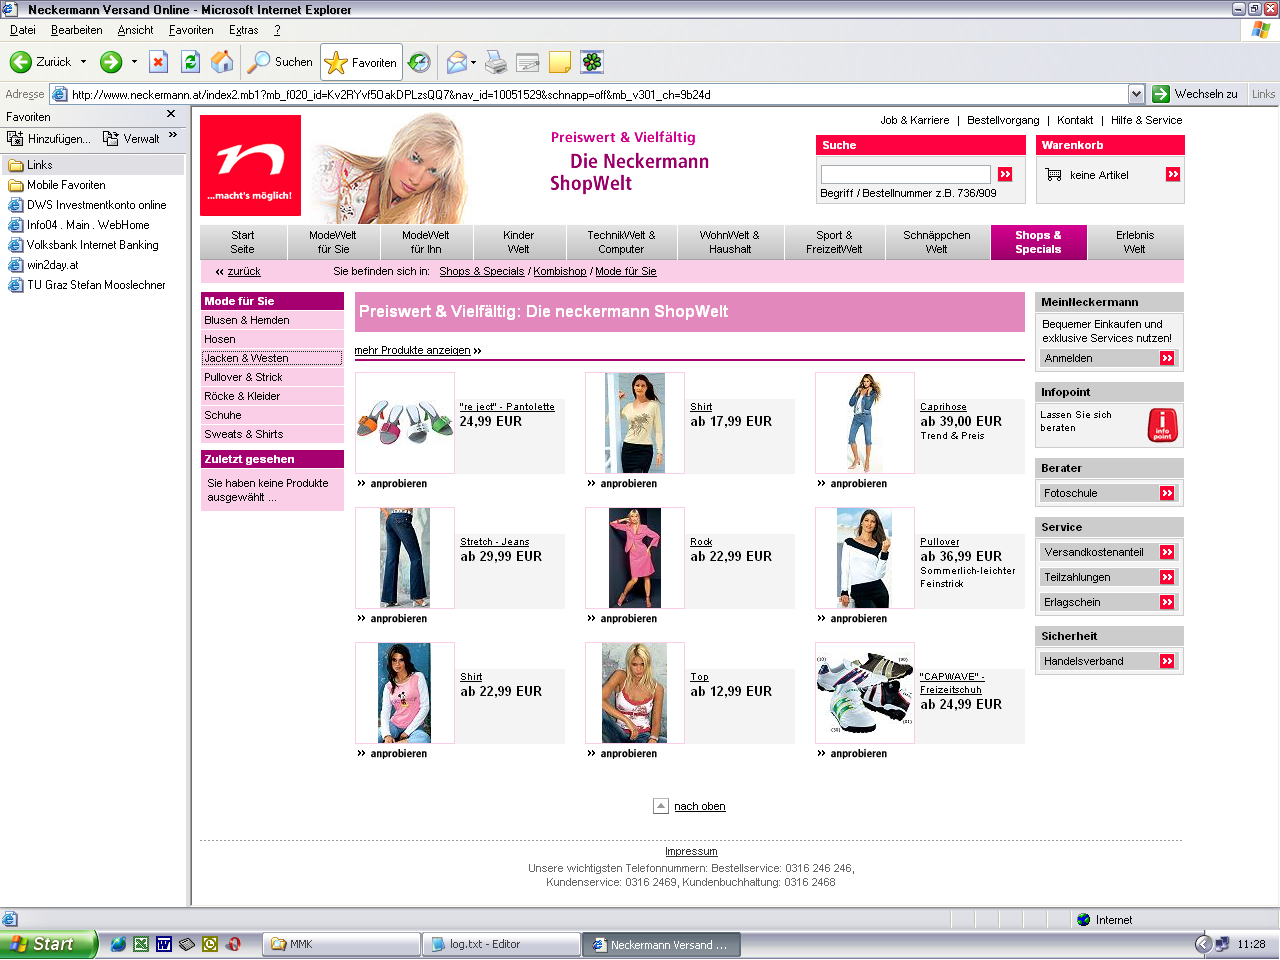 Neckermann Versand Online - Microsoft Internet Explorer
Datei Bearbeiten Ansicht Favoriten Extras ?
Zurück Suchen Favoriten
Adresse http://www.neckermann.at/index2.mb1?mb_f020_id=Kv2RYvf5OakDPLzsQQ7&nav_id=10051529&schnapp=off&mb_v301_ch=9b24d Wechseln zu Links
Favoriten
Hinzufügen... Verwalt
Links
Mobile Favoriten
DWS Investmentkonto online
Info04 . Main . WebHome
Volksbank Internet Banking
win2day.at
TU Graz Stefan Mooslechner
n
...macht's möglich!
Preiswert & Vielfältig
Die Neckermann
ShopWelt
Job & Karriere | Bestellvorgang | Kontakt | Hilfe & Service
Suche
Begriff / Bestellnummer z.B. 736/909
Warenkorb
keine Artikel
Start
Seite
ModeWelt
für Sie
ModeWelt
für Ihn
Kinder
Welt
TechnikWelt &
Computer
WohnWelt &
Haushalt
Sport &
FreizeitWelt
Schnäppchen
Welt
Shops &
Specials
Erlebnis
Welt
zurück Sie befinden sich in: Shops & Specials / Kombishop / Mode für Sie
Mode für Sie
Blusen & Hemden
Hosen
Jacken & Westen
Pullover & Strick
Röcke & Kleider
Schuhe
Sweats & Shirts
Zuletzt gesehen
Sie haben keine Produkte
ausgewählt ...
Preiswert & Vielfältig: Die neckermann ShopWelt
mehr Produkte anzeigen
"re ject" - Pantolette
24,99 EUR
anprobieren
Shirt
ab 17,99 EUR
anprobieren
Caprihose
ab 39,00 EUR
Trend & Preis
anprobieren
Stretch - Jeans
ab 29,99 EUR
anprobieren
Rock
ab 22,99 EUR
anprobieren
Pullover
ab 36,99 EUR
Sommerlich-leichter
Feinstrick
anprobieren
Shirt
ab 22,99 EUR
anprobieren
Top
ab 12,99 EUR
anprobieren
"CAPWAVE" -
Freizeitschuh
ab 24,99 EUR
anprobieren
MeinNeckermann
Bequemer Einkaufen und
exklusive Services nutzen!
Anmelden
Infopoint
Lassen Sie sich
beraten
info
point
Berater
Fotoschule
Service
Versandkostenanteil
Teilzahlungen
Erlagschein
Sicherheit
Handelsverband
nach oben
Impressum
Unsere wichtigsten Telefonnummern: Bestellservice: 0316 246 246,
Kundenservice: 0316 2469, Kundenbuchhaltung: 0316 2468
Internet
Start MMK log.txt - Editor Neckermann Versand ... 11:28